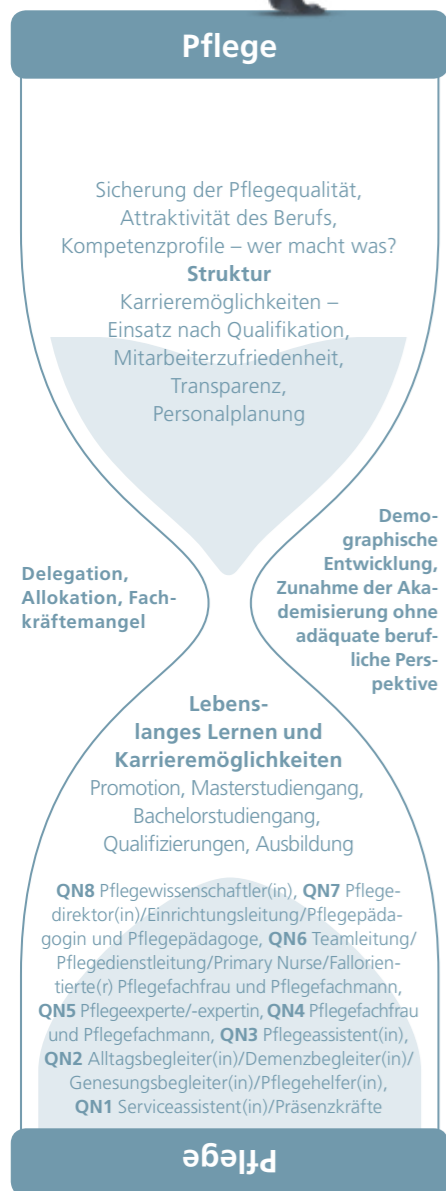 Pflege
Sicherung der Pflegequalität,
Attraktivität des Berufs,
Kompetenzprofile – wer macht was?
Struktur
Karrieremöglichkeiten –
Einsatz nach Qualifikation,
Mitarbeiterzufriedenheit,
Transparenz,
Personalplanung
Delegation,
Allokation, Fach-
kräftemangel
Demo-
graphische
Entwicklung,
Zunahme der Aka-
demisierung ohne
adäquate beruf-
liche Pers-
pektive
Lebens-
langes Lernen und
Karrieremöglichkeiten
Promotion, Masterstudiengang,
Bachelorstudiengang,
Qualifizierungen, Ausbildung
QN8 Pflegewissenschaftler(in), QN7 Pflege-
direktor(in)/Einrichtungsleitung/Pflegepäda-
gogin und Pflegepädagoge, QN6 Teamleitung/
Pflegedienstleitung/Primary Nurse/Fallorien-
tierte(r) Pflegefachfrau und Pflegefachmann,
QN5 Pflegeexperte/-expertin, QN4 Pflegefachfrau
und Pflegefachmann, QN3 Pflegeassistent(in),
QN2 Alltagsbegleiter(in)/Demenzbegleiter(in)/
Genesungsbegleiter(in)/Pflegehelfer(in),
QN1 Serviceassistent(in)/Präsenzkräfte
Pflege